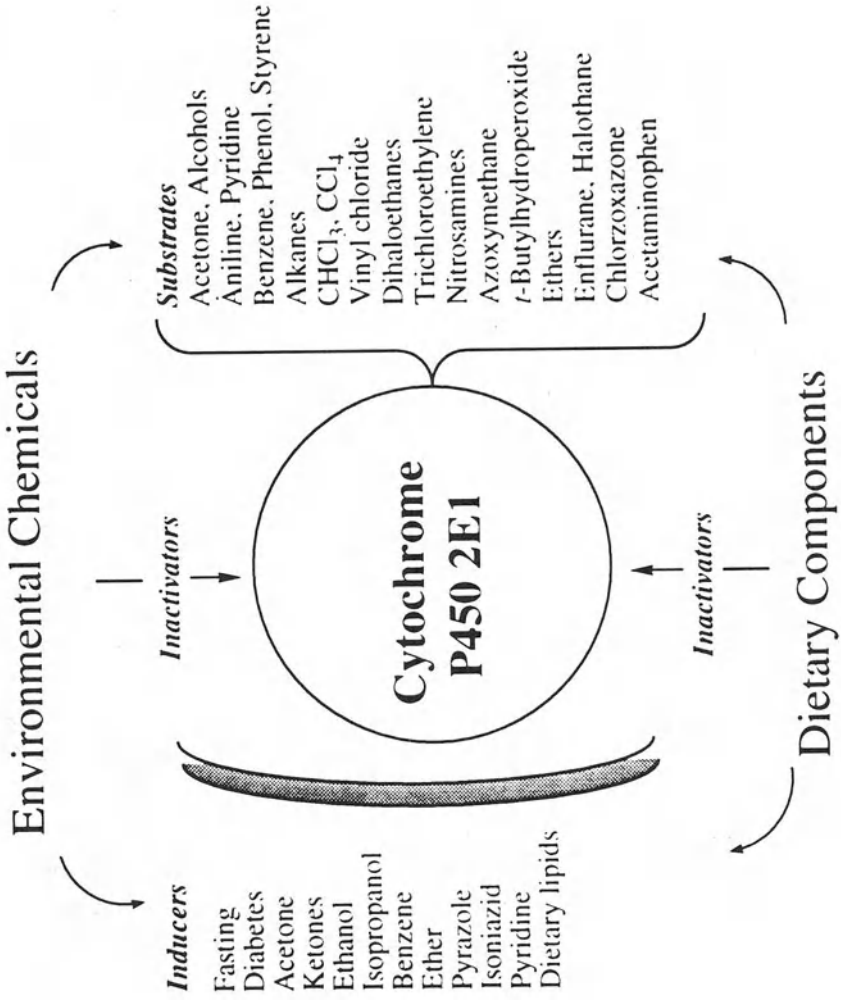 Environmental Chemicals
Inducers
Fasting
Diabetes
Acetone
Ketones
Ethanol
Isopropanol
Benzene
Ether
Pyrazole
Isoniazid
Pyridine
Dietary lipids
Inactivators
Cytochrome
P450 2E1
Inactivators
Substrates
Acetone, Alcohols
Aniline, Pyridine
Benzene, Phenol, Styrene
Alkanes
CHCl₃, CCl₄
Vinyl chloride
Dihaloethanes
Trichloroethylene
Nitrosamines
Azoxymethane
t-Butylhydroperoxide
Ethers
Enflurane, Halothane
Chlorzoxazone
Acetaminophen
Dietary Components